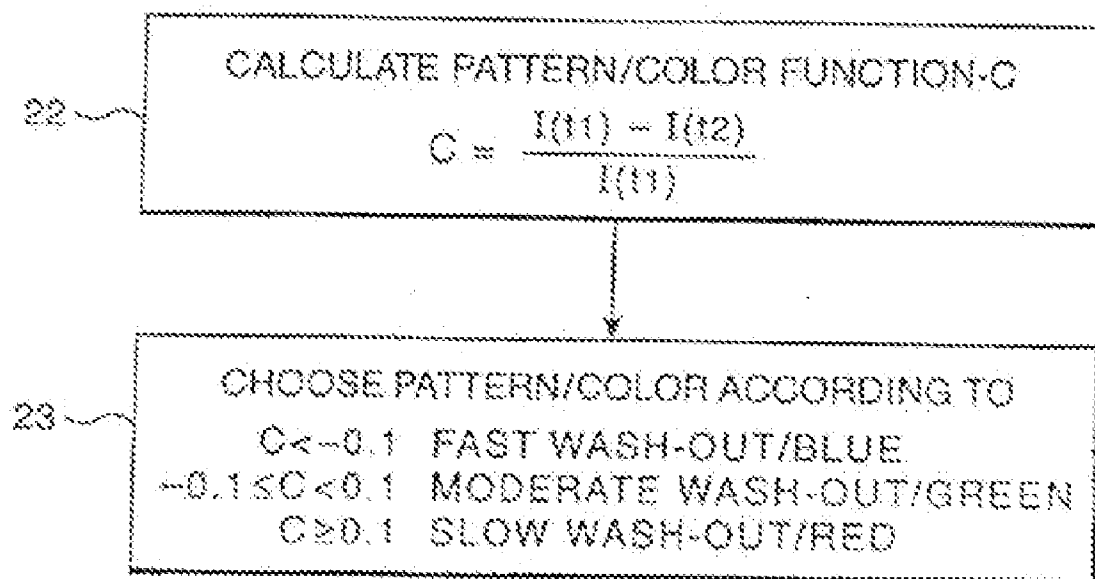 22
CALCULATE PATTERN/COLOR FUNCTION-C
C = I(t1) - I(t2)
I(t1)
23
CHOOSE PATTERN/COLOR ACCORDING TO
C<-0.1 FAST WASH-OUT/BLUE
-0.1≤C<0.1 MODERATE WASH-OUT/GREEN
C≥0.1 SLOW WASH-OUT/RED